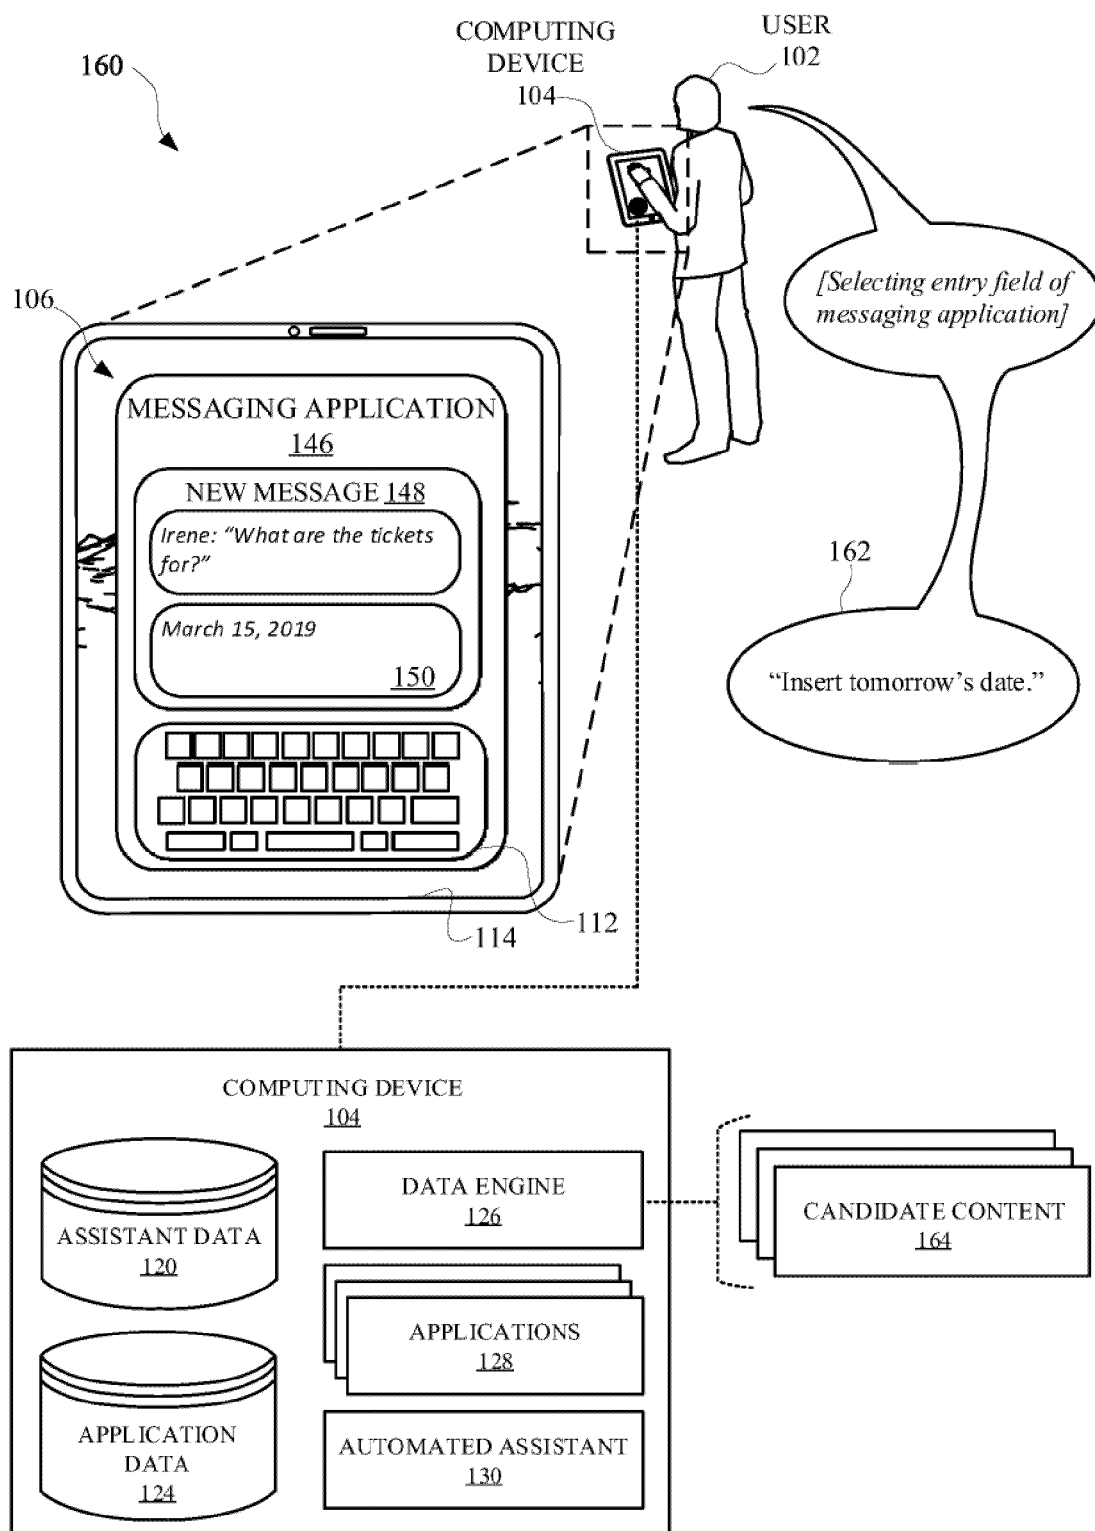 160
COMPUTING
DEVICE
104
USER
102
[Selecting entry field of
messaging application]
106
MESSAGING APPLICATION
146
NEW MESSAGE 148
Irene: “What are the tickets
for?”
March 15, 2019
150
162
“Insert tomorrow’s date.”
112
114
COMPUTING DEVICE
104
ASSISTANT DATA
120
DATA ENGINE
126
CANDIDATE CONTENT
164
APPLICATIONS
128
APPLICATION
DATA
124
AUTOMATED ASSISTANT
130